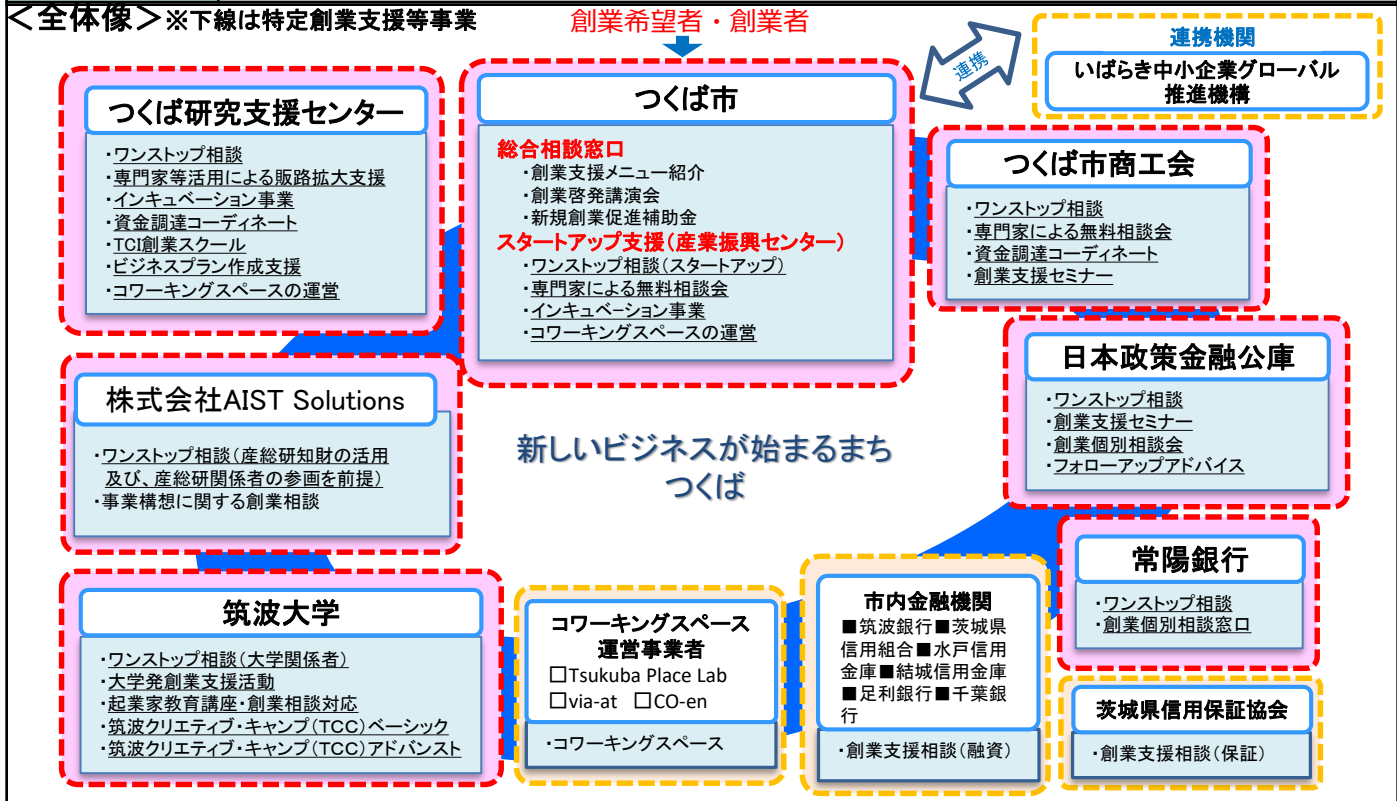 ＜全体像＞※下線は特定創業支援等事業
創業希望者・創業者
連携
連携機関
いばらき中小企業グローバル
推進機構
つくば研究支援センター
・ワンストップ相談
・専門家等活用による販路拡大支援
・インキュベーション事業
・資金調達コーディネート
・TCI創業スクール
・ビジネスプラン作成支援
・コワーキングスペースの運営
つくば市
総合相談窓口
・創業支援メニュー紹介
・創業啓発講演会
・新規創業促進補助金
スタートアップ支援（産業振興センター）
・ワンストップ相談（スタートアップ）
・専門家による無料相談会
・インキュベーション事業
・コワーキングスペースの運営
つくば市商工会
・ワンストップ相談
・専門家による無料相談会
・資金調達コーディネート
・創業支援セミナー
株式会社AIST Solutions
・ワンストップ相談（産総研知財の活用
及び、産総研関係者の参画を前提）
・事業構想に関する創業相談
新しいビジネスが始まるまち
つくば
日本政策金融公庫
・ワンストップ相談
・創業支援セミナー
・創業個別相談会
・フォローアップアドバイス
筑波大学
・ワンストップ相談（大学関係者）
・大学発創業支援活動
・起業家教育講座・創業相談対応
・筑波クリエイティブ・キャンプ（TCC）ベーシック
・筑波クリエイティブ・キャンプ（TCC）アドバンスト
コワーキングスペース
運営事業者
□Tsukuba Place Lab
□via-at □CO-en
・コワーキングスペース
市内金融機関
■筑波銀行■茨城県
信用組合■水戸信用
金庫■結城信用金庫
■足利銀行■千葉銀
行
・創業支援相談（融資）
常陽銀行
・ワンストップ相談
・創業個別相談窓口
茨城県信用保証協会
・創業支援相談（保証）